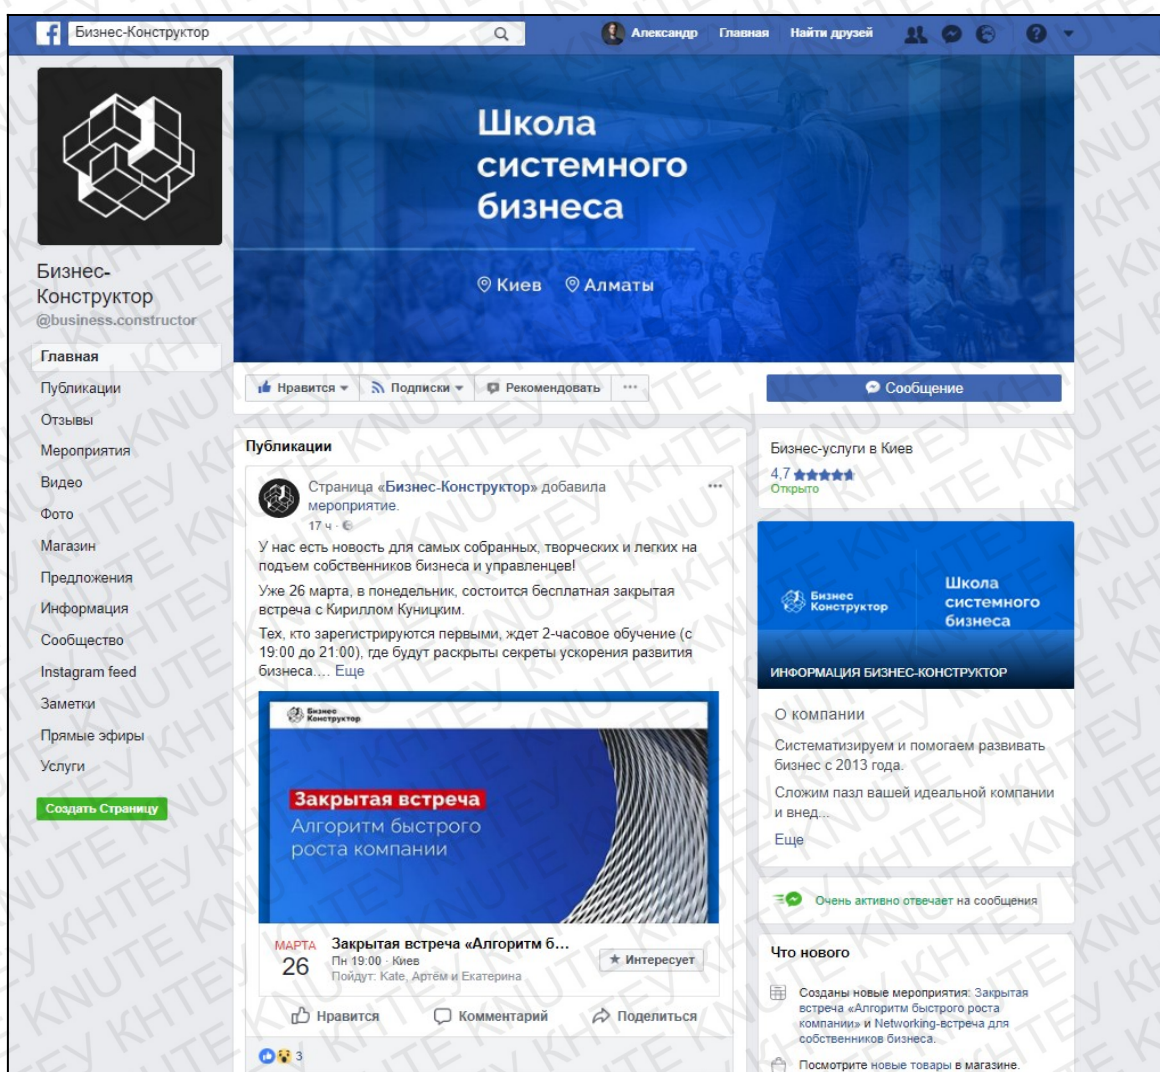 Бизнес-Конструктор
Александр Главная Найти друзей
Школа
системного
бизнеса
Киев Алматы
Бизнес-
Конструктор
@business.constructor
Главная
Публикации
Отзывы
Мероприятия
Видео
Фото
Магазин
Предложения
Информация
Сообщество
Instagram feed
Заметки
Прямые эфиры
Услуги
Создать Страницу
Нравится Подписки Рекомендовать ...
Сообщение
Публикации
Страница «Бизнес-Конструктор» добавила
мероприятие.
17 ч ·
У нас есть новость для самых собранных, творческих и легких на
подъем собственников бизнеса и управленцев!
Уже 26 марта, в понедельник, состоится бесплатная закрытая
встреча с Кириллом Куницким.
Тех, кто зарегистрируются первыми, ждет 2-часовое обучение (с
19:00 до 21:00), где будут раскрыты секреты ускорения развития
бизнеса.... Еще
Бизнес
Конструктор
Закрытая встреча
Алгоритм быстрого
роста компании
МАРТА
26
Закрытая встреча «Алгоритм б...
Пн 19:00 · Киев
Пойдут: Kate, Артём и Екатерина
Интересует
Нравится Комментарий Поделиться
3
Бизнес-услуги в Киев
4,7
Открыто
Бизнес
Конструктор
Школа
системного
бизнеса
ИНФОРМАЦИЯ БИЗНЕС-КОНСТРУКТОР
О компании
Систематизируем и помогаем развивать
бизнес с 2013 года.
Сложим пазл вашей идеальной компании
и внед...
Еще
Очень активно отвечает на сообщения
Что нового
Созданы новые мероприятия: Закрытая
встреча «Алгоритм быстрого роста
компании» и Networking-встреча для
собственников бизнеса.
Посмотрите новые товары в магазине.
KNUTE KHTEY